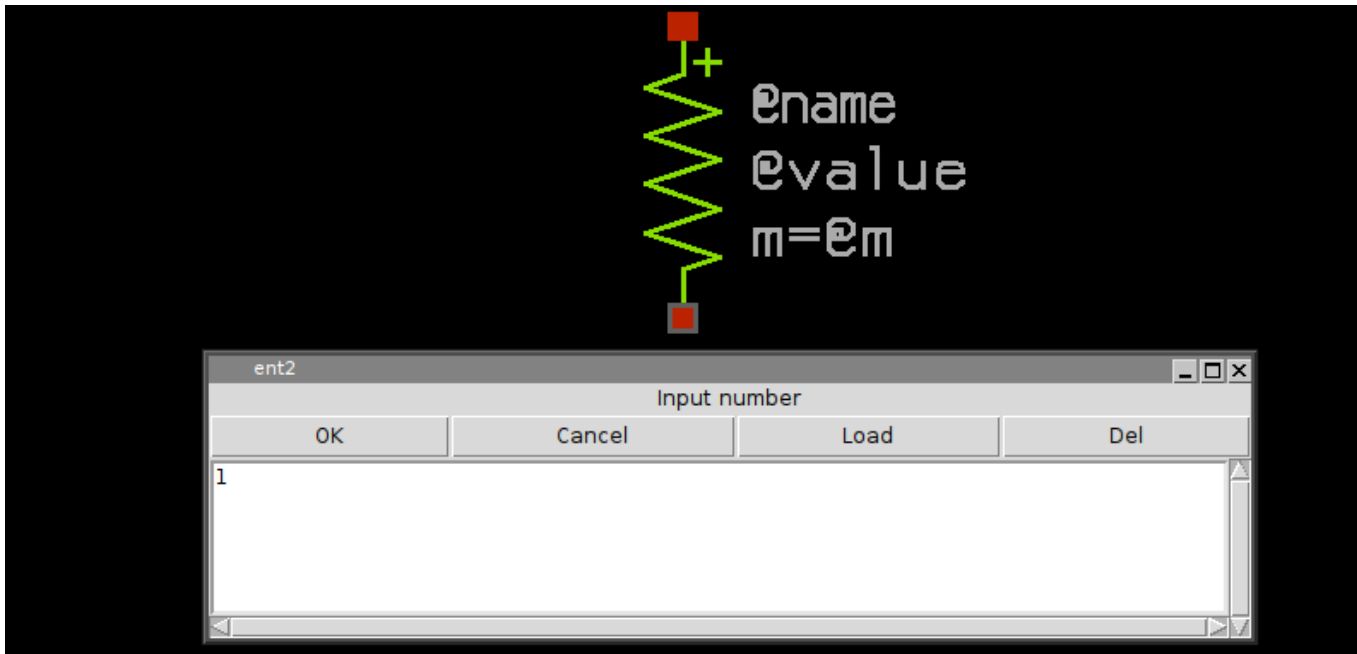 +
@name
@value
m=@m
ent2
Input number
OK Cancel Load Del
1